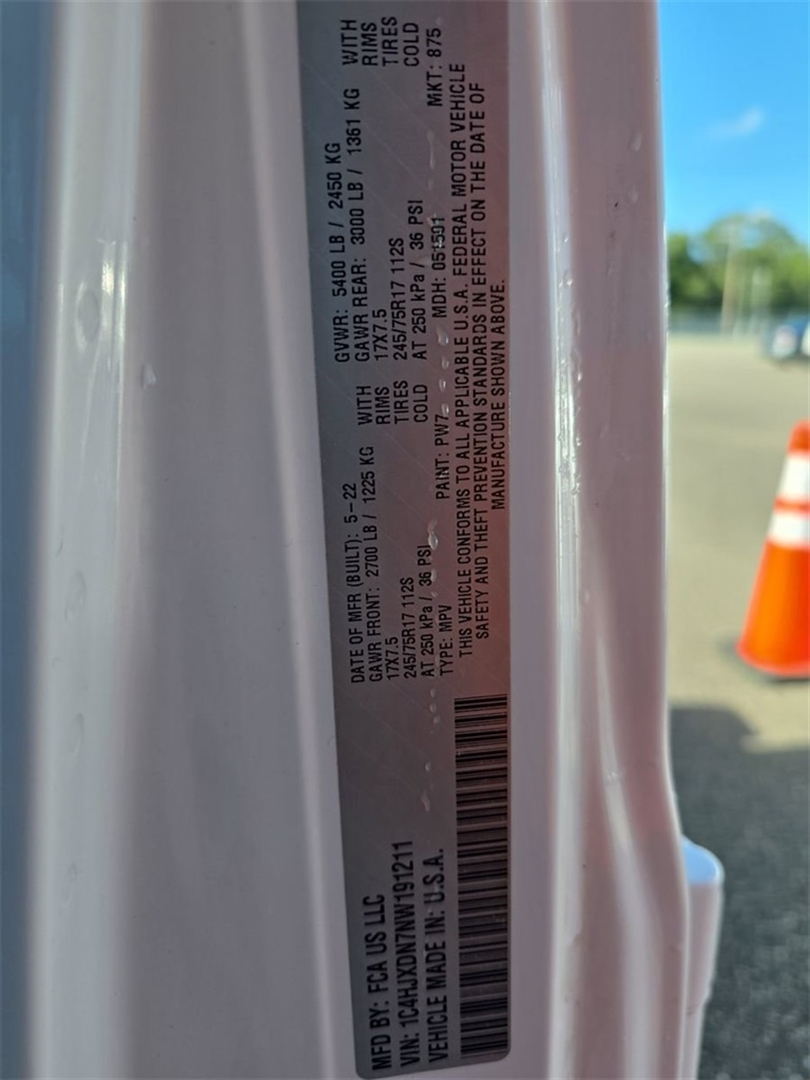 MFD BY: FCA US LLC
VIN: 1C4HJXDN7NW191211
VEHICLE MADE IN: U.S.A.
DATE OF MFR (BUILT): 5-22
GAWR FRONT: 2700 LB / 1225 KG WITH
17X7.5 RIMS
245/75R17 112S TIRES
AT 250 kPa / 36 PSI COLD
GVWR: 5400 LB / 2450 KG
GAWR REAR: 3000 LB / 1361 KG WITH
17X7.5 RIMS
245/75R17 112S TIRES
AT 250 kPa / 36 PSI COLD
TYPE: MPV PAINT: PW7 MDH: 051501 MKT: 875
THIS VEHICLE CONFORMS TO ALL APPLICABLE U.S.A. FEDERAL MOTOR VEHICLE
SAFETY AND THEFT PREVENTION STANDARDS IN EFFECT ON THE DATE OF
MANUFACTURE SHOWN ABOVE.